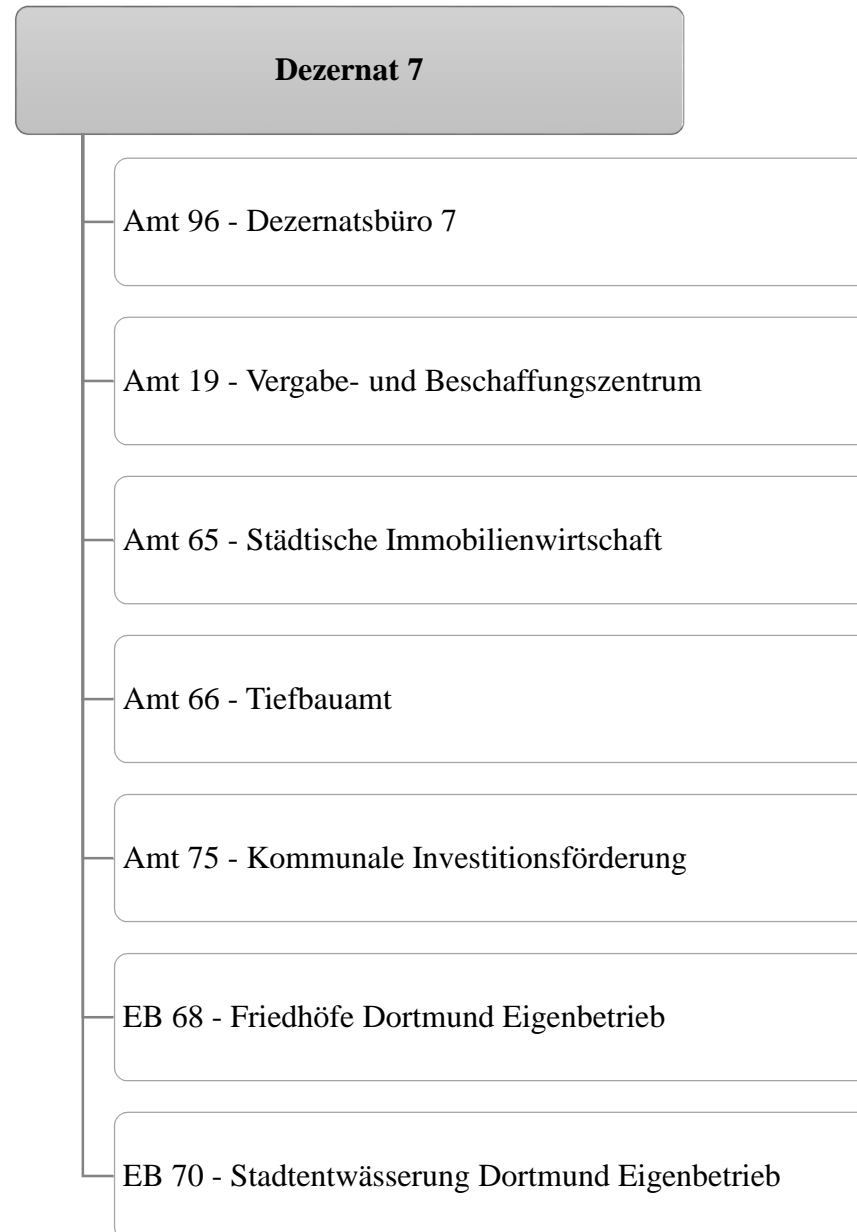 Dezernat 7
Amt 96 - Dezernatsbüro 7
Amt 19 - Vergabe- und Beschaffungszentrum
Amt 65 - Städtische Immobilienwirtschaft
Amt 66 - Tiefbauamt
Amt 75 - Kommunale Investitionsförderung
EB 68 - Friedhöfe Dortmund Eigenbetrieb
EB 70 - Stadtentwässerung Dortmund Eigenbetrieb